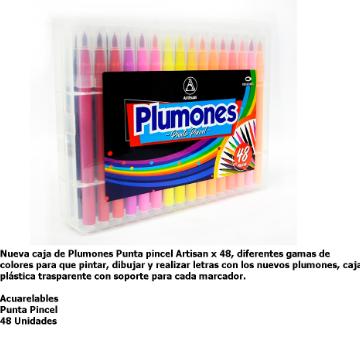 Artisan
Plumones
Punta Pincel
48
Nueva caja de Plumones Punta pincel Artisan x 48, diferentes gamas de
colores para que pintar, dibujar y realizar letras con los nuevos plumones, caja
plástica trasparente con soporte para cada marcador.
Acuarelables
Punta Pincel
48 Unidades